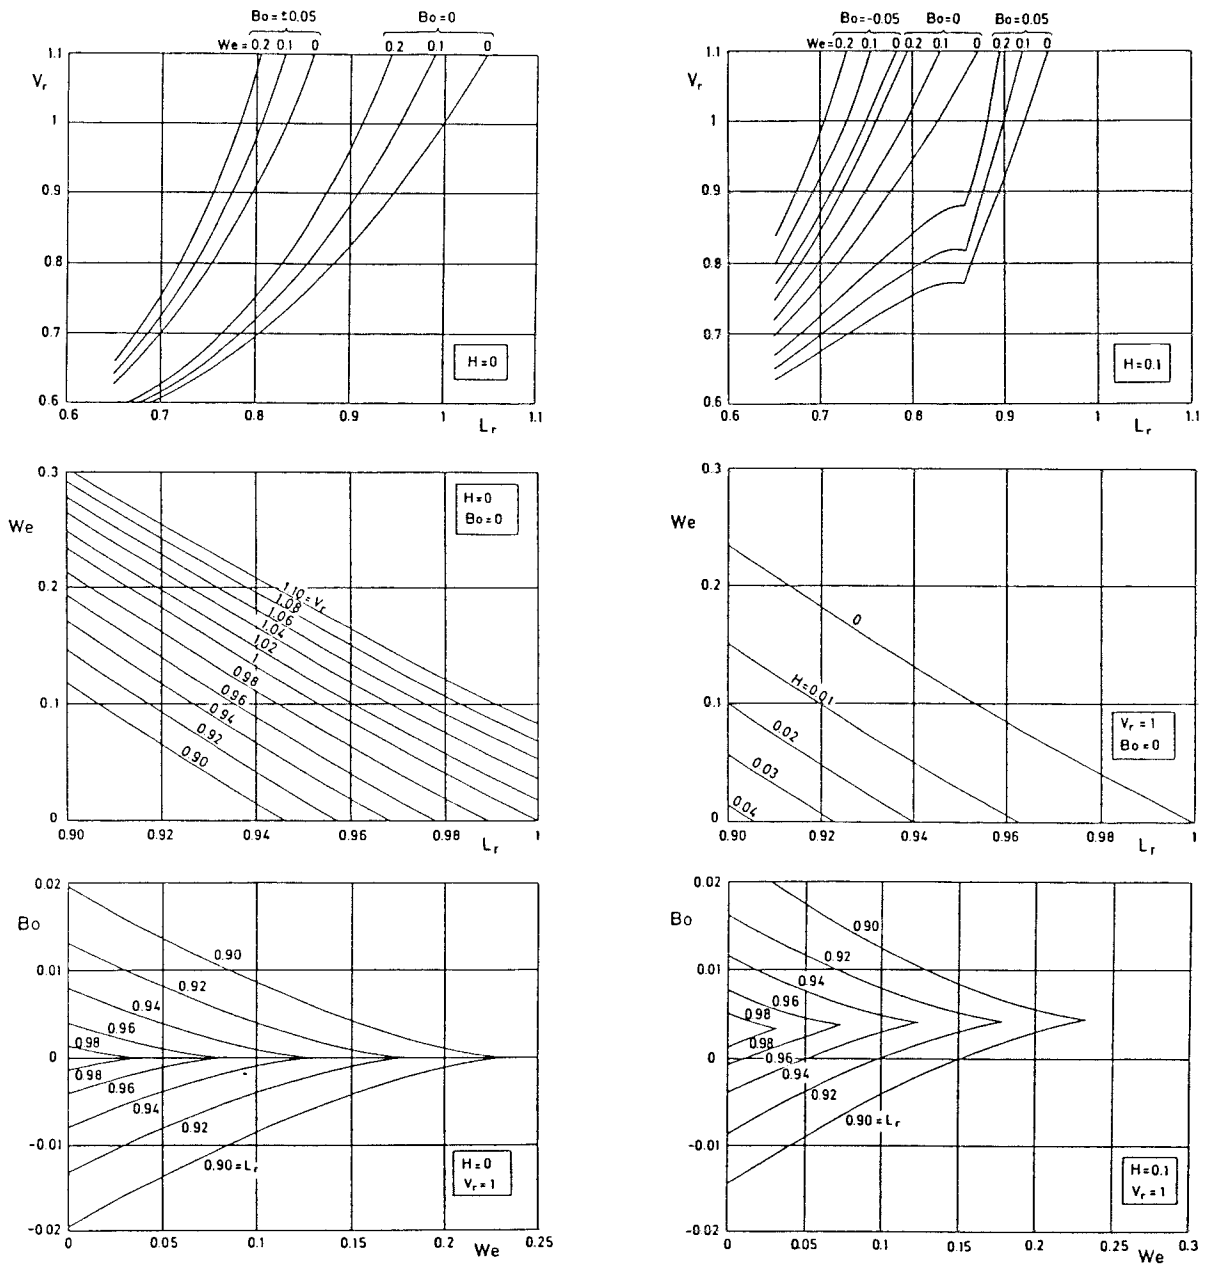 Bo=±0.05 Bo=0
We=0.2 0.1 0 0.2 0.1 0
1.1
Vr
1
0.9
0.8
0.7
0.6
H=0
0.6 0.7 0.8 0.9 1 1.1
Lr
Bo=-0.05 Bo=0 Bo=0.05
We=0.2 0.1 0 0.2 0.1 0 0.2 0.1 0
1.1
Vr
1
0.9
0.8
0.7
0.6
H=0.1
0.6 0.7 0.8 0.9 1 1.1
Lr
0.3
We
0.2
0.1
0
H=0
Bo=0
1.10=Vr
1.08
1.06
1.04
1.02
1
0.98
0.96
0.94
0.92
0.90
0.90 0.92 0.94 0.96 0.98 1
Lr
0.3
We
0.2
0.1
0
0
H=0.01
0.02
0.03
0.04
Vr=1
Bo=0
0.90 0.92 0.94 0.96 0.98 1
Lr
0.02
Bo
0.01
0
-0.01
-0.02
0.90
0.92
0.94
0.96
0.98
0.98
0.96
0.94
0.92
0.90=Lr
H=0
Vr=1
0 0.05 0.1 0.15 0.2 0.25
We
0.02
Bo
0.01
0
-0.01
-0.02
0.90
0.92
0.94
0.96
0.98
0.98
0.96
0.94
0.92
0.90=Lr
H=0.1
Vr=1
0 0.05 0.1 0.15 0.2 0.25 0.3
We